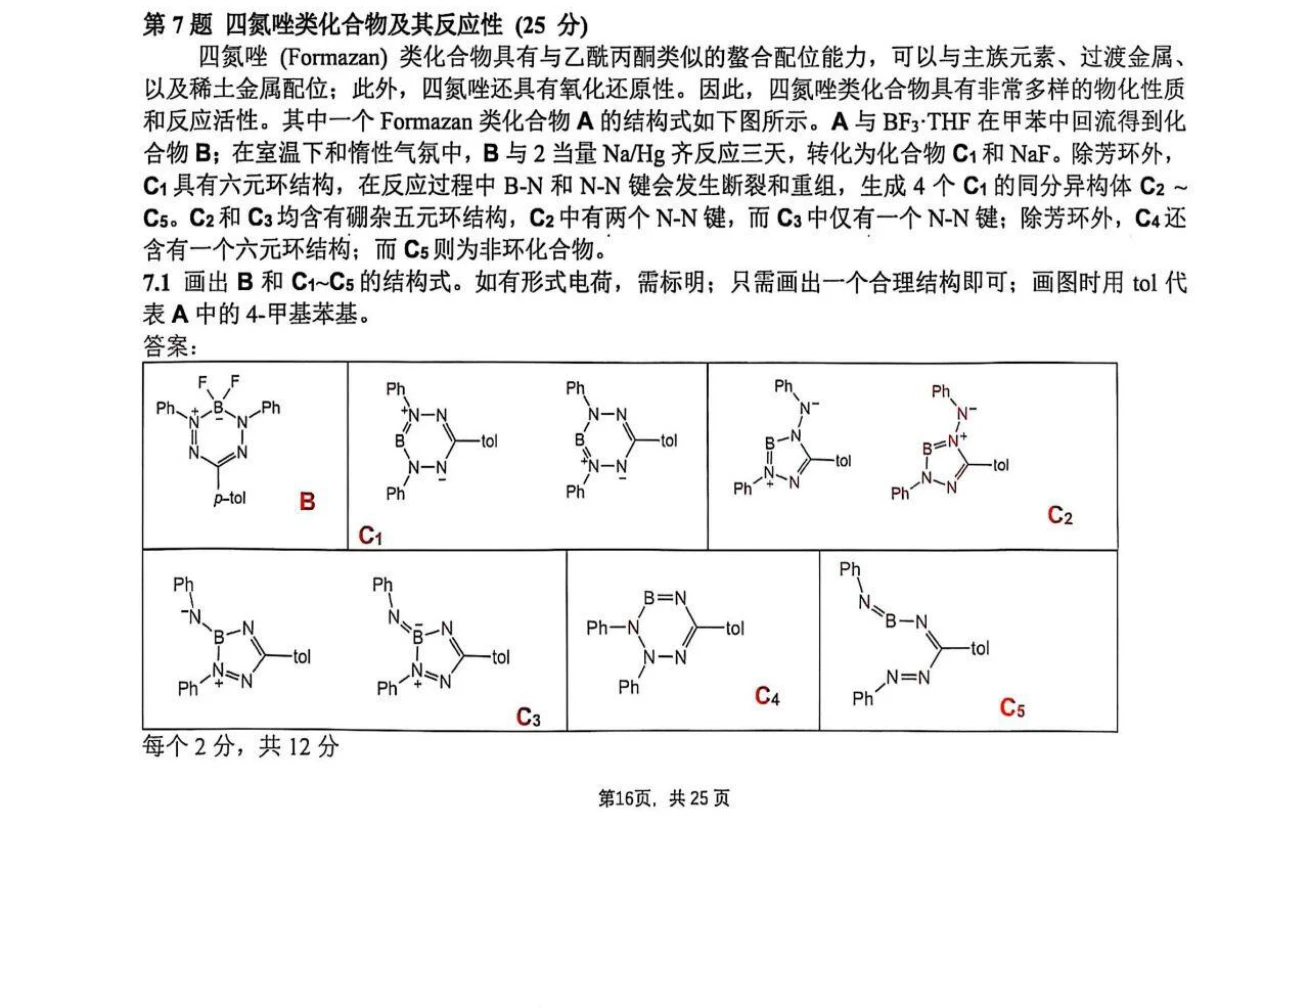 第 7 题 四氮唑类化合物及其反应性 (25 分)
四氮唑 (Formazan) 类化合物具有与乙酰丙酮类似的螯合配位能力，可以与主族元素、过渡金属、
以及稀土金属配位；此外，四氮唑还具有氧化还原性。因此，四氮唑类化合物具有非常多样的物化性质
和反应活性。其中一个 Formazan 类化合物 A 的结构式如下图所示。A 与 BF₃·THF 在甲苯中回流得到化
合物 B；在室温下和惰性气氛中，B 与 2 当量 Na/Hg 齐反应三天，转化为化合物 C₁ 和 NaF。除芳环外，
C₁ 具有六元环结构，在反应过程中 B-N 和 N-N 键会发生断裂和重组，生成 4 个 C₁ 的同分异构体 C₂ ~
C₅。C₂ 和 C₃ 均含有硼杂五元环结构，C₂ 中有两个 N-N 键，而 C₃ 中仅有一个 N-N 键；除芳环外，C₄ 还
含有一个六元环结构；而 C₅ 则为非环化合物。
7.1 画出 B 和 C₁~C₅ 的结构式。如有形式电荷，需标明；只需画出一个合理结构即可；画图时用 tol 代
表 A 中的 4-甲基苯基。
答案：
F F
Ph N + B - N Ph
N N
p-tol
B
Ph
+ N N
B tol
N N -
Ph
Ph
N N
B tol
+ N N -
Ph
C₁
Ph
N -
B N
tol
Ph N + N
Ph
N -
B = N +
tol
Ph N N
C₂
Ph
- N
B N
tol
Ph N + = N
Ph
N
B - N
tol
Ph N + = N
C₃
B=N
Ph-N tol
N-N
Ph
C₄
Ph
N B-N
tol
N=N
Ph
C₅
每个 2 分，共 12 分
第16页，共 25 页